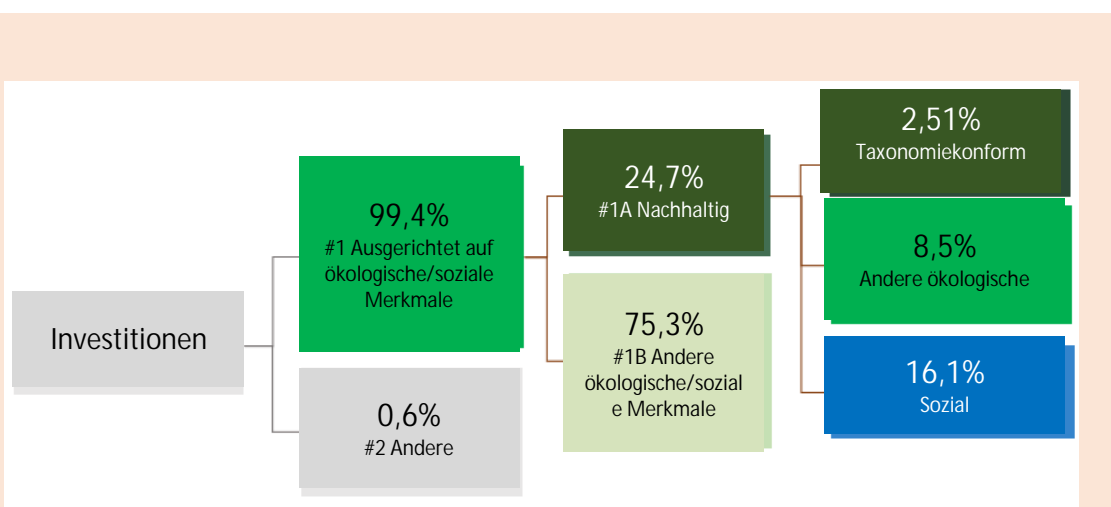 Investitionen
99,4%
#1 Ausgerichtet auf
ökologische/soziale
Merkmale
0,6%
#2 Andere
24,7%
#1A Nachhaltig
75,3%
#1B Andere
ökologische/sozial
e Merkmale
2,51%
Taxonomiekonform
8,5%
Andere ökologische
16,1%
Sozial